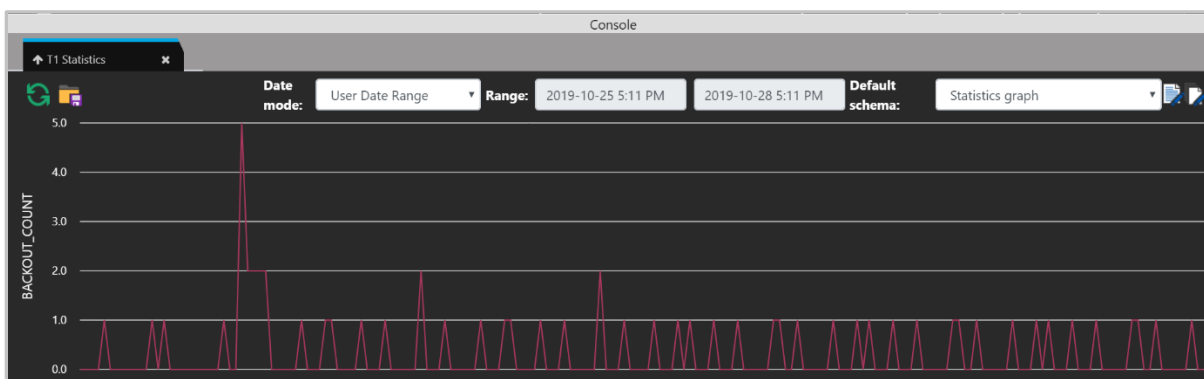 Console
T1 Statistics
Date mode:
User Date Range
Range:
2019-10-25 5:11 PM
2019-10-28 5:11 PM
Default schema:
Statistics graph
BACKOUT_COUNT
5.0
4.0
3.0
2.0
1.0
0.0